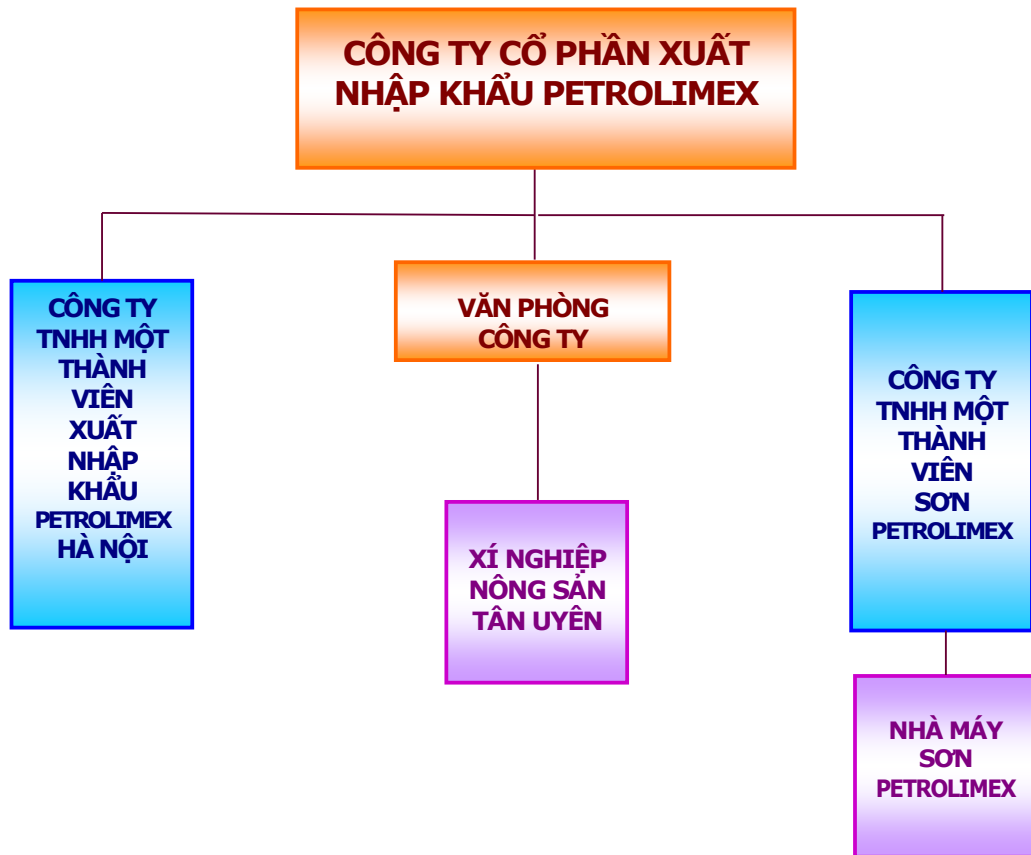 CÔNG TY CỔ PHẦN XUẤT
NHẬP KHẨU PETROLIMEX
CÔNG TY
TNHH MỘT
THÀNH
VIÊN
XUẤT
NHẬP
KHẨU
PETROLIMEX
HÀ NỘI
VĂN PHÒNG
CÔNG TY
CÔNG TY
TNHH MỘT
THÀNH
VIÊN
SƠN
PETROLIMEX
XÍ NGHIỆP
NÔNG SẢN
TÂN UYÊN
NHÀ MÁY
SƠN
PETROLIMEX